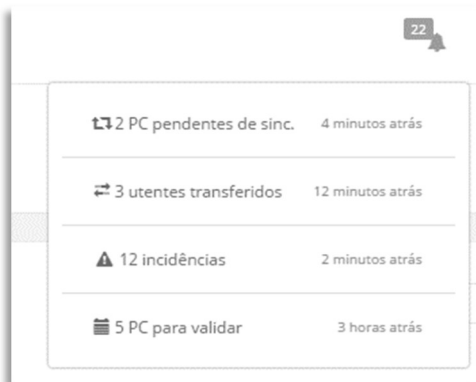 22
2 PC pendentes de sinc. 4 minutos atrás
3 utentes transferidos 12 minutos atrás
12 incidências 2 minutos atrás
5 PC para validar 3 horas atrás